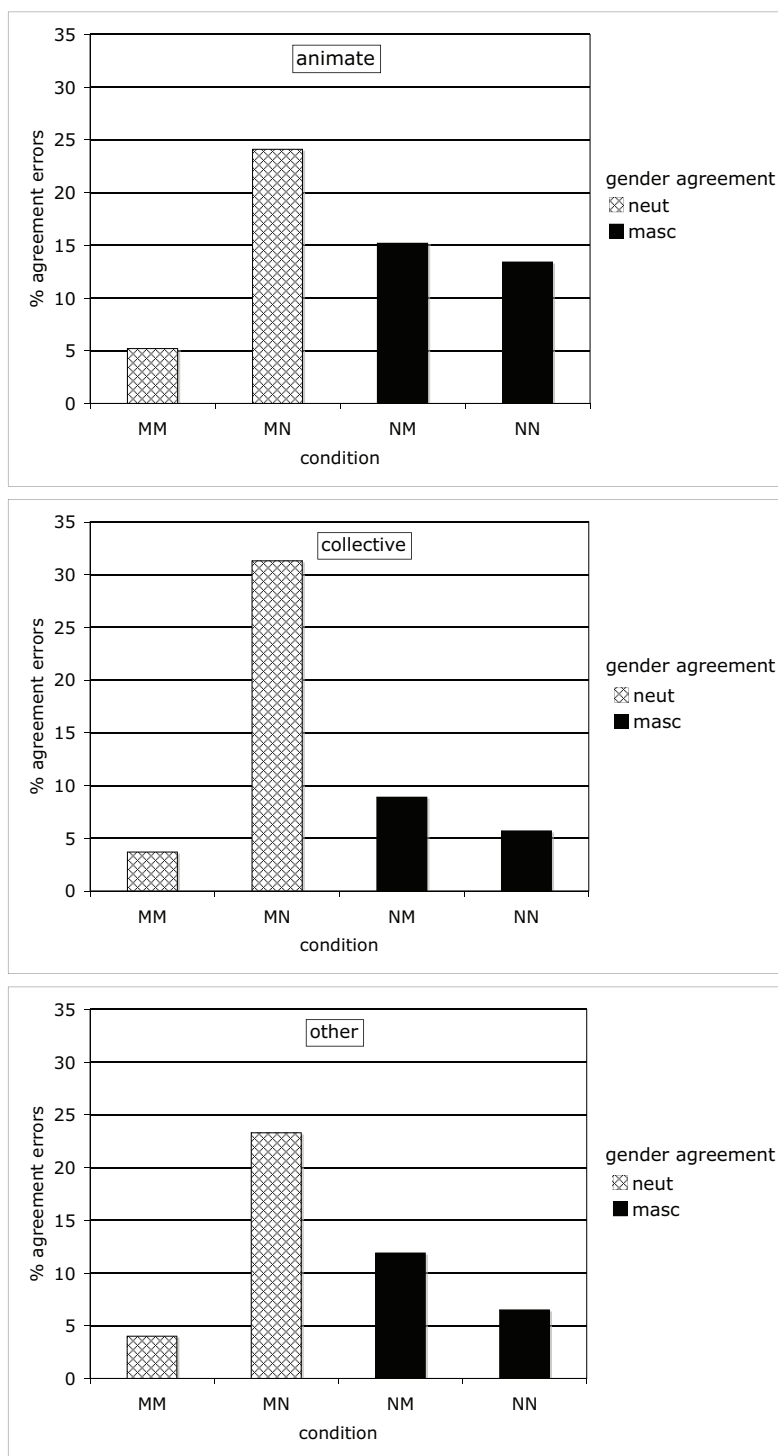 animate
35
30
25
20
15
10
5
0
% agreement errors
MM MN NM NN
condition
gender agreement
neut
masc
collective
35
30
25
20
15
10
5
0
% agreement errors
MM MN NM NN
condition
gender agreement
neut
masc
other
35
30
25
20
15
10
5
0
% agreement errors
MM MN NM NN
condition
gender agreement
neut
masc